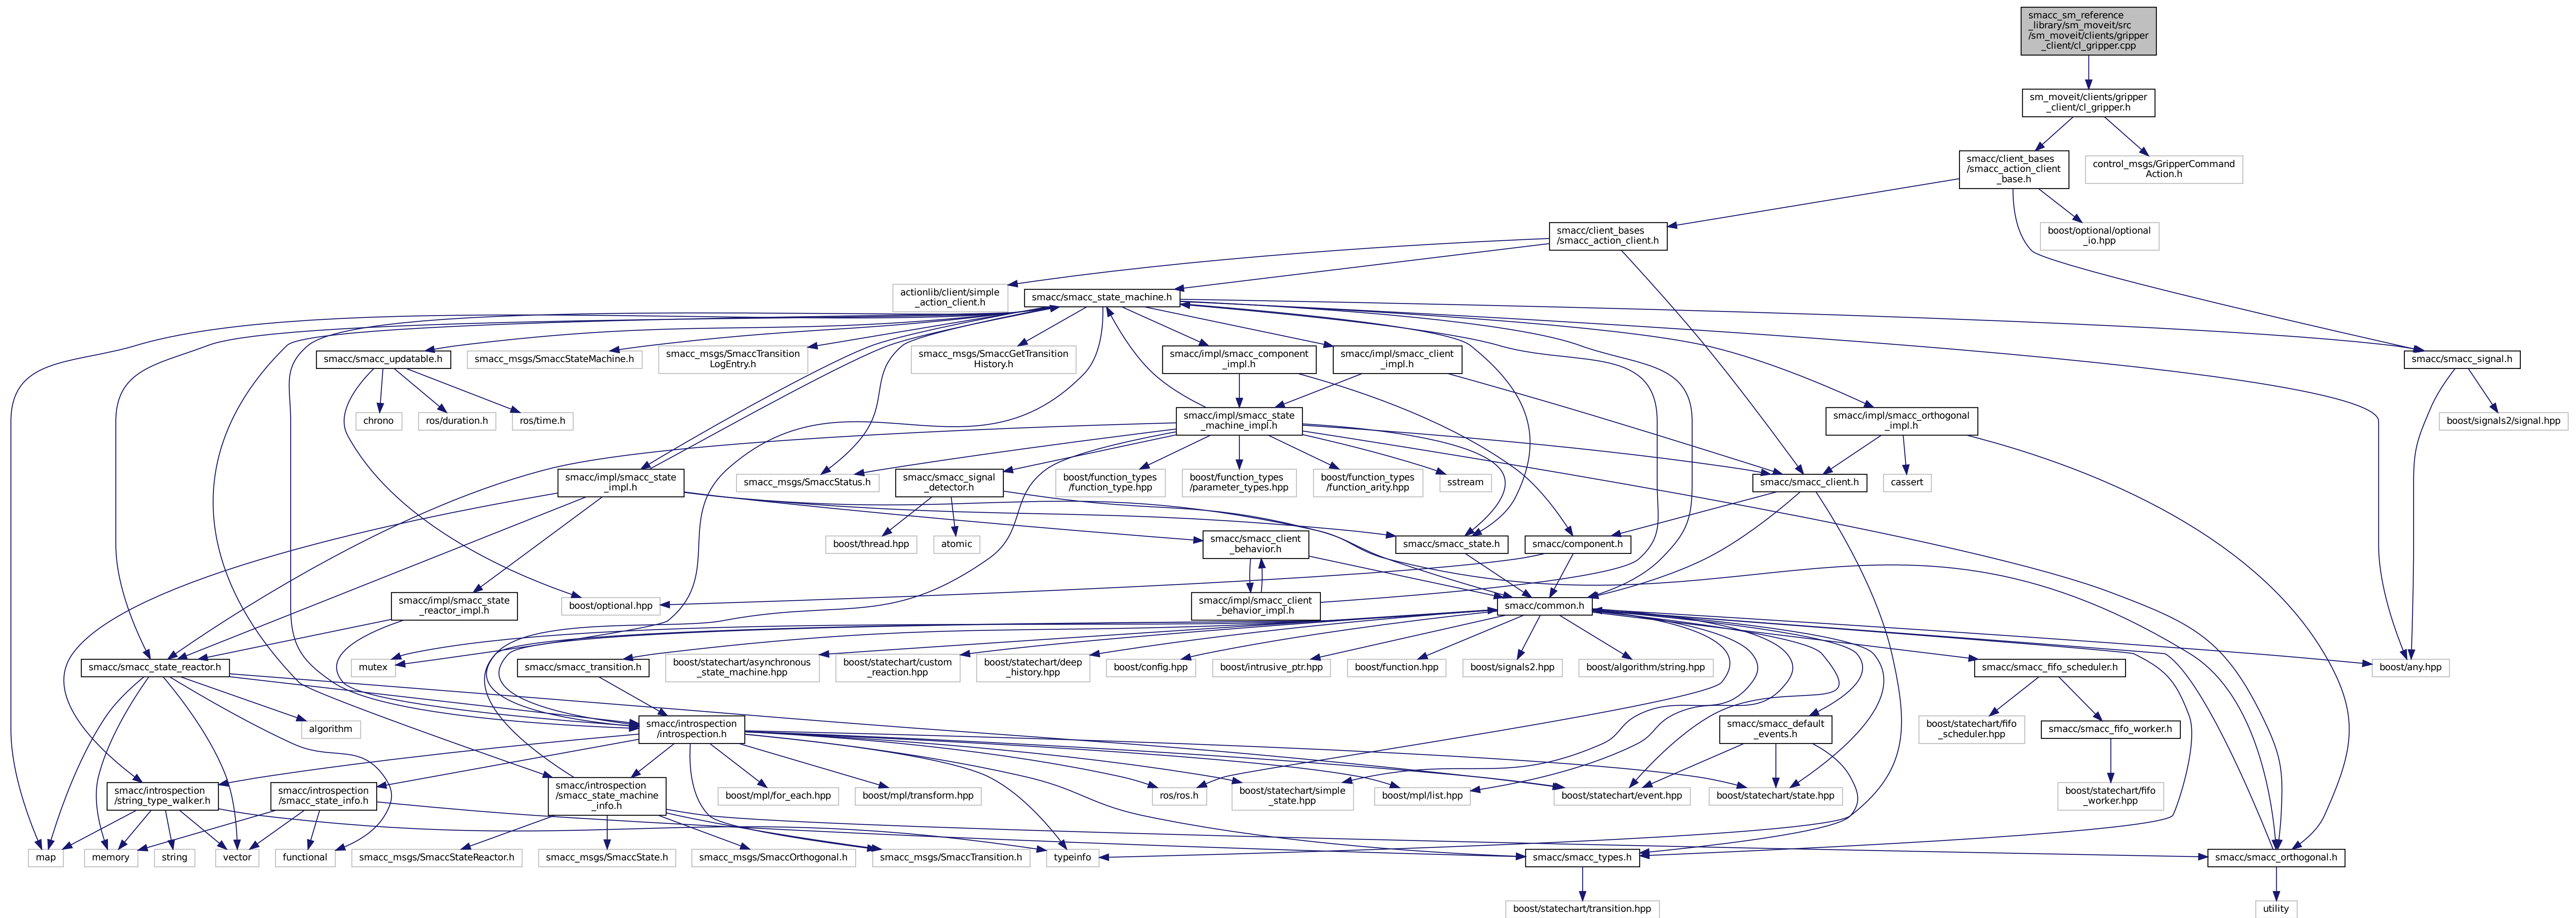 smacc_sm_reference
_library/sm_moveit/src
/sm_moveit/clients/gripper
_client/cl_gripper.cpp
sm_moveit/clients/gripper
_client/cl_gripper.h
smacc/client_bases
/smacc_action_client
_base.h
control_msgs/GripperCommand
Action.h
smacc/client_bases
/smacc_action_client.h
boost/optional/optional
_io.hpp
actionlib/client/simple
_action_client.h
smacc/smacc_state_machine.h
smacc/smacc_updatable.h
smacc_msgs/SmaccStateMachine.h
smacc_msgs/SmaccTransition
LogEntry.h
smacc_msgs/SmaccGetTransition
History.h
smacc/impl/smacc_component
_impl.h
smacc/impl/smacc_client
_impl.h
smacc/smacc_signal.h
chrono
ros/duration.h
ros/time.h
smacc/impl/smacc_state
_machine_impl.h
smacc/impl/smacc_orthogonal
_impl.h
boost/signals2/signal.hpp
smacc/impl/smacc_state
_impl.h
smacc_msgs/SmaccStatus.h
smacc/smacc_signal
_detector.h
boost/function_types
/function_type.hpp
boost/function_types
/parameter_types.hpp
boost/function_types
/function_arity.hpp
sstream
smacc/smacc_client.h
cassert
boost/thread.hpp
atomic
smacc/smacc_client
_behavior.h
smacc/smacc_state.h
smacc/component.h
smacc/impl/smacc_state
_reactor_impl.h
boost/optional.hpp
smacc/impl/smacc_client
_behavior_impl.h
smacc/common.h
smacc/smacc_state_reactor.h
mutex
smacc/smacc_transition.h
boost/statechart/asynchronous
_state_machine.hpp
boost/statechart/custom
_reaction.hpp
boost/statechart/deep
_history.hpp
boost/config.hpp
boost/intrusive_ptr.hpp
boost/function.hpp
boost/signals2.hpp
boost/algorithm/string.hpp
smacc/smacc_fifo_scheduler.h
boost/any.hpp
algorithm
smacc/introspection
/introspection.h
smacc/smacc_default
_events.h
boost/statechart/fifo
_scheduler.hpp
smacc/smacc_fifo_worker.h
smacc/introspection
/string_type_walker.h
smacc/introspection
/smacc_state_info.h
smacc/introspection
/smacc_state_machine
_info.h
boost/mpl/for_each.hpp
boost/mpl/transform.hpp
ros/ros.h
boost/statechart/simple
_state.hpp
boost/mpl/list.hpp
boost/statechart/event.hpp
boost/statechart/state.hpp
boost/statechart/fifo
_worker.hpp
map
memory
string
vector
functional
smacc_msgs/SmaccStateReactor.h
smacc_msgs/SmaccState.h
smacc_msgs/SmaccOrthogonal.h
smacc_msgs/SmaccTransition.h
typeinfo
smacc/smacc_types.h
smacc/smacc_orthogonal.h
boost/statechart/transition.hpp
utility